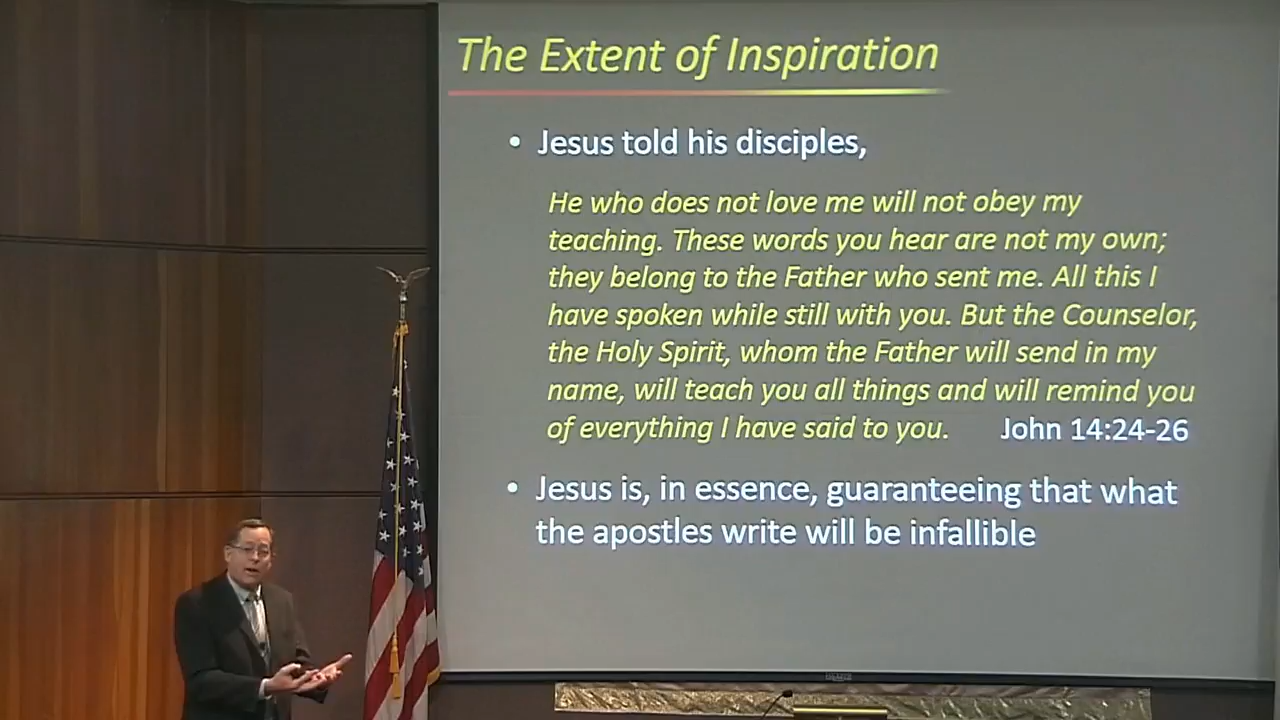 The Extent of Inspiration
• Jesus told his disciples,
He who does not love me will not obey my
teaching. These words you hear are not my own;
they belong to the Father who sent me. All this I
have spoken while still with you. But the Counselor,
the Holy Spirit, whom the Father will send in my
name, will teach you all things and will remind you
of everything I have said to you. John 14:24-26
• Jesus is, in essence, guaranteeing that what
the apostles write will be infallible